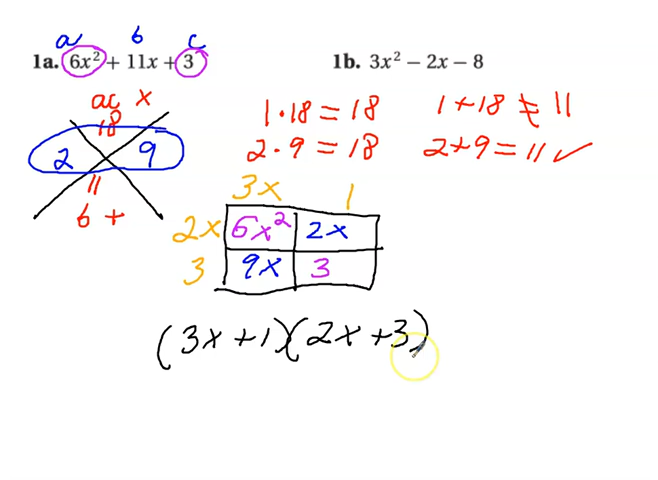 a b c
1a. 6x² + 11x + 3 1b. 3x² − 2x − 8
ac x
18
2 9
11
b +
1·18 = 18 1+18 ≠ 11
2·9 = 18 2+9 = 11 ✓
3x 1
2x 6x² 2x
3 9x 3
(3x+1)(2x+3)